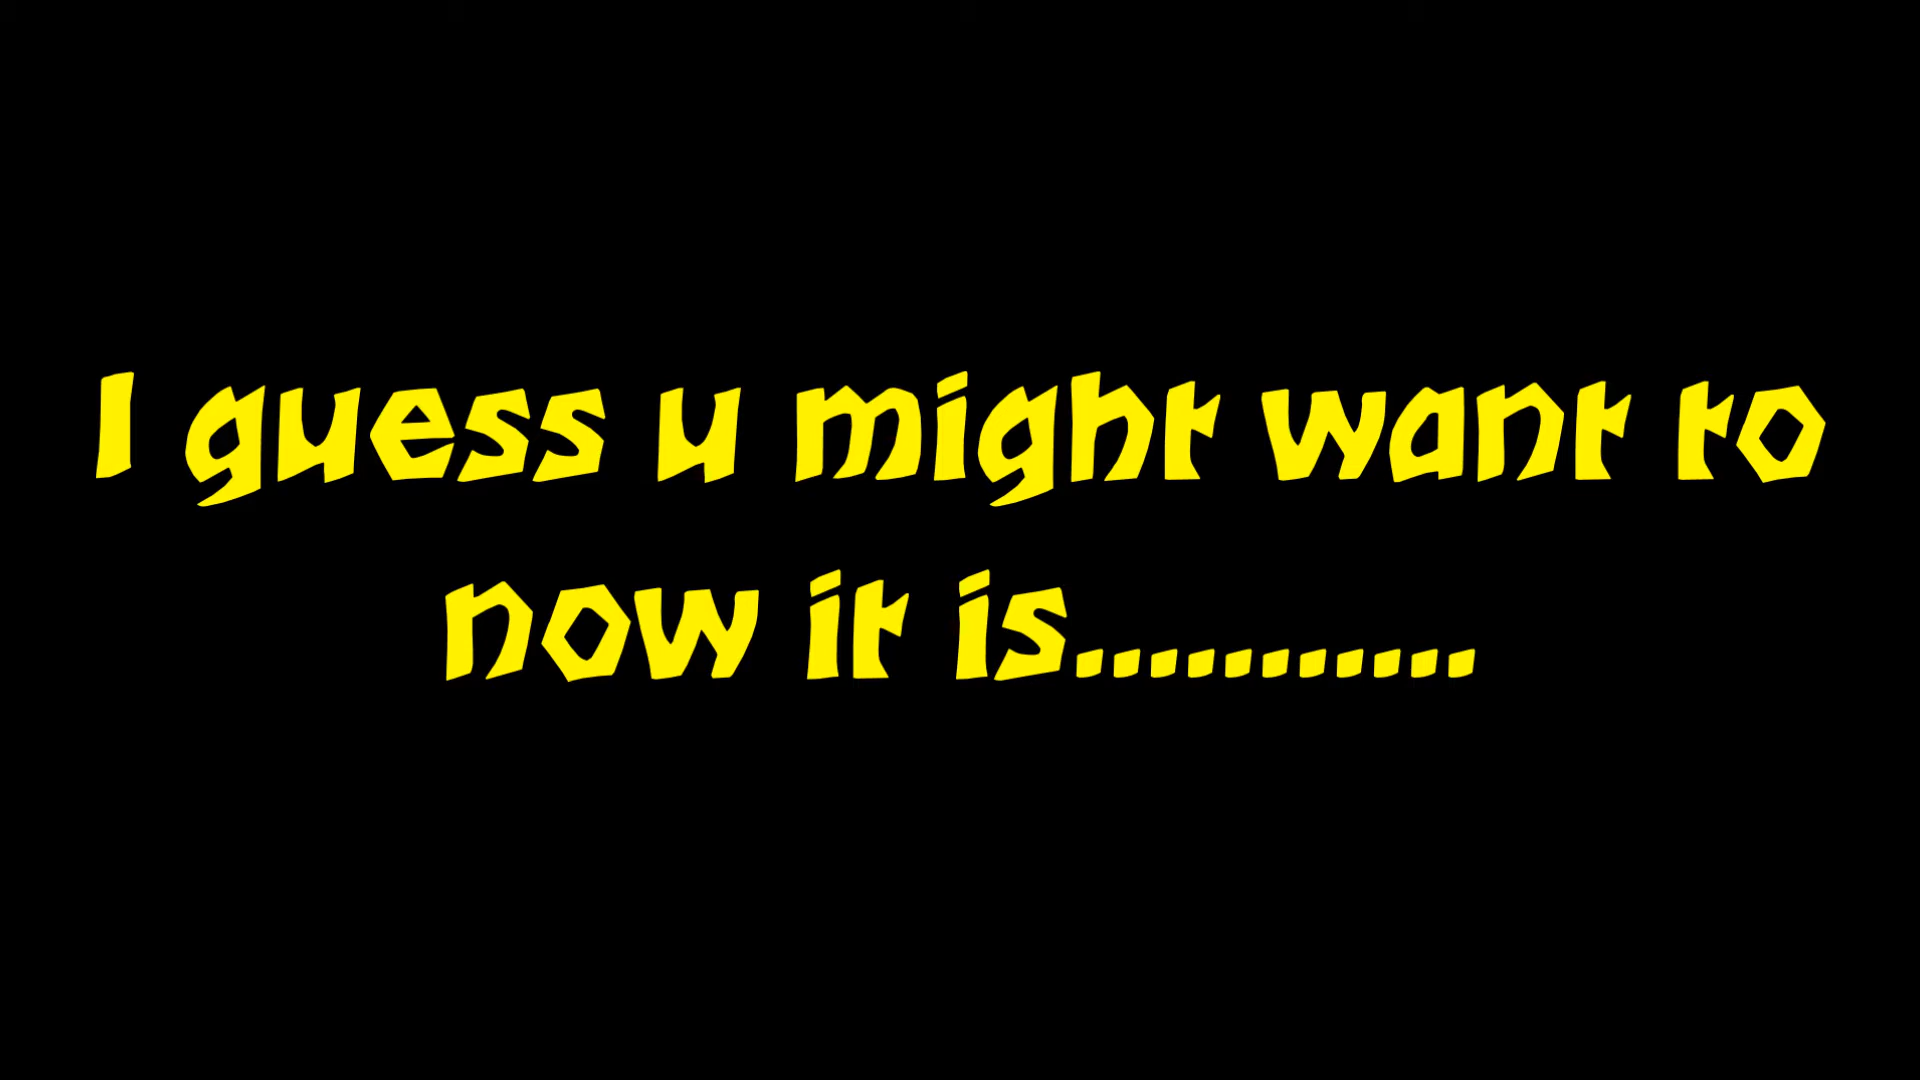 I guess u might want to
now it is...........